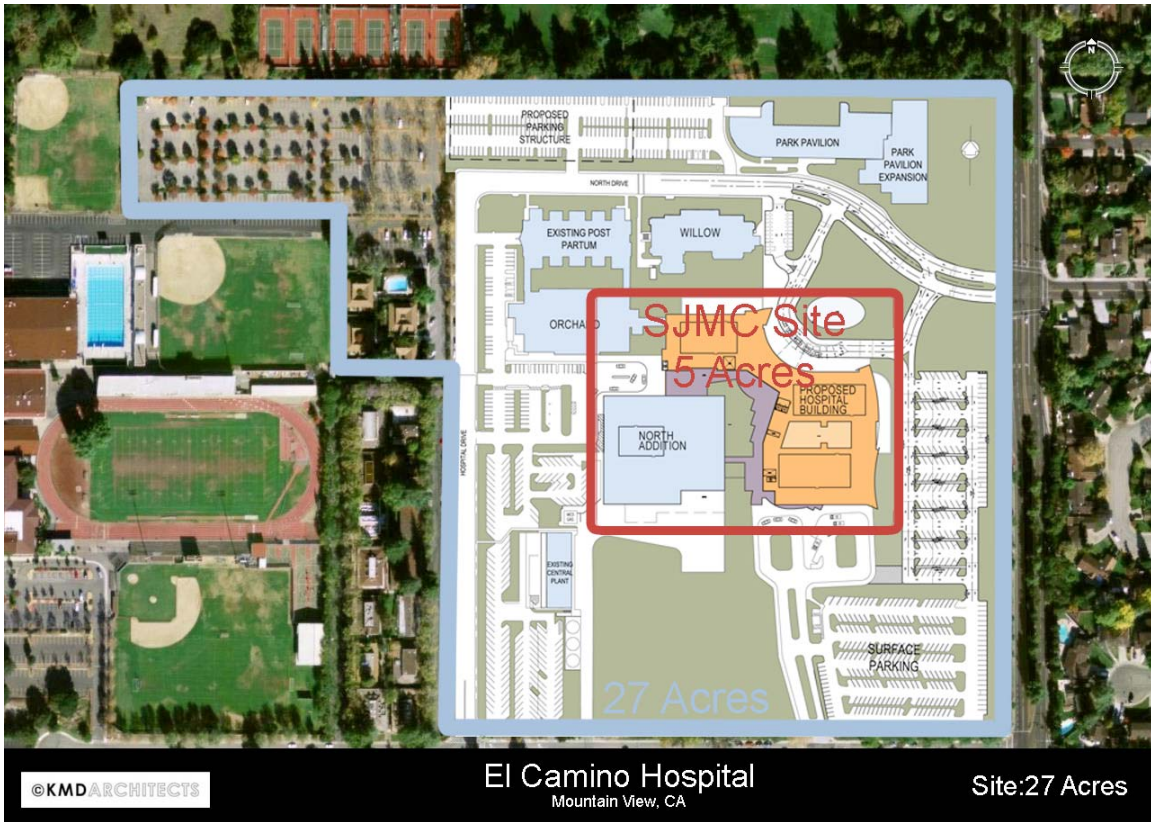 N
PROPOSED
PARKING
STRUCTURE
PARK PAVILION
PARK
PAVILION
EXPANSION
NORTH DRIVE
EXISTING POST
PARTUM
WILLOW
ORCHARD
SJMC Site
5 Acres
PROPOSED
HOSPITAL
BUILDING
NORTH
ADDITION
HOSPITAL DRIVE
EXISTING
CENTRAL
PLANT
SURFACE
PARKING
27 Acres
©KMDARCHITECTS
El Camino Hospital
Mountain View, CA
Site:27 Acres